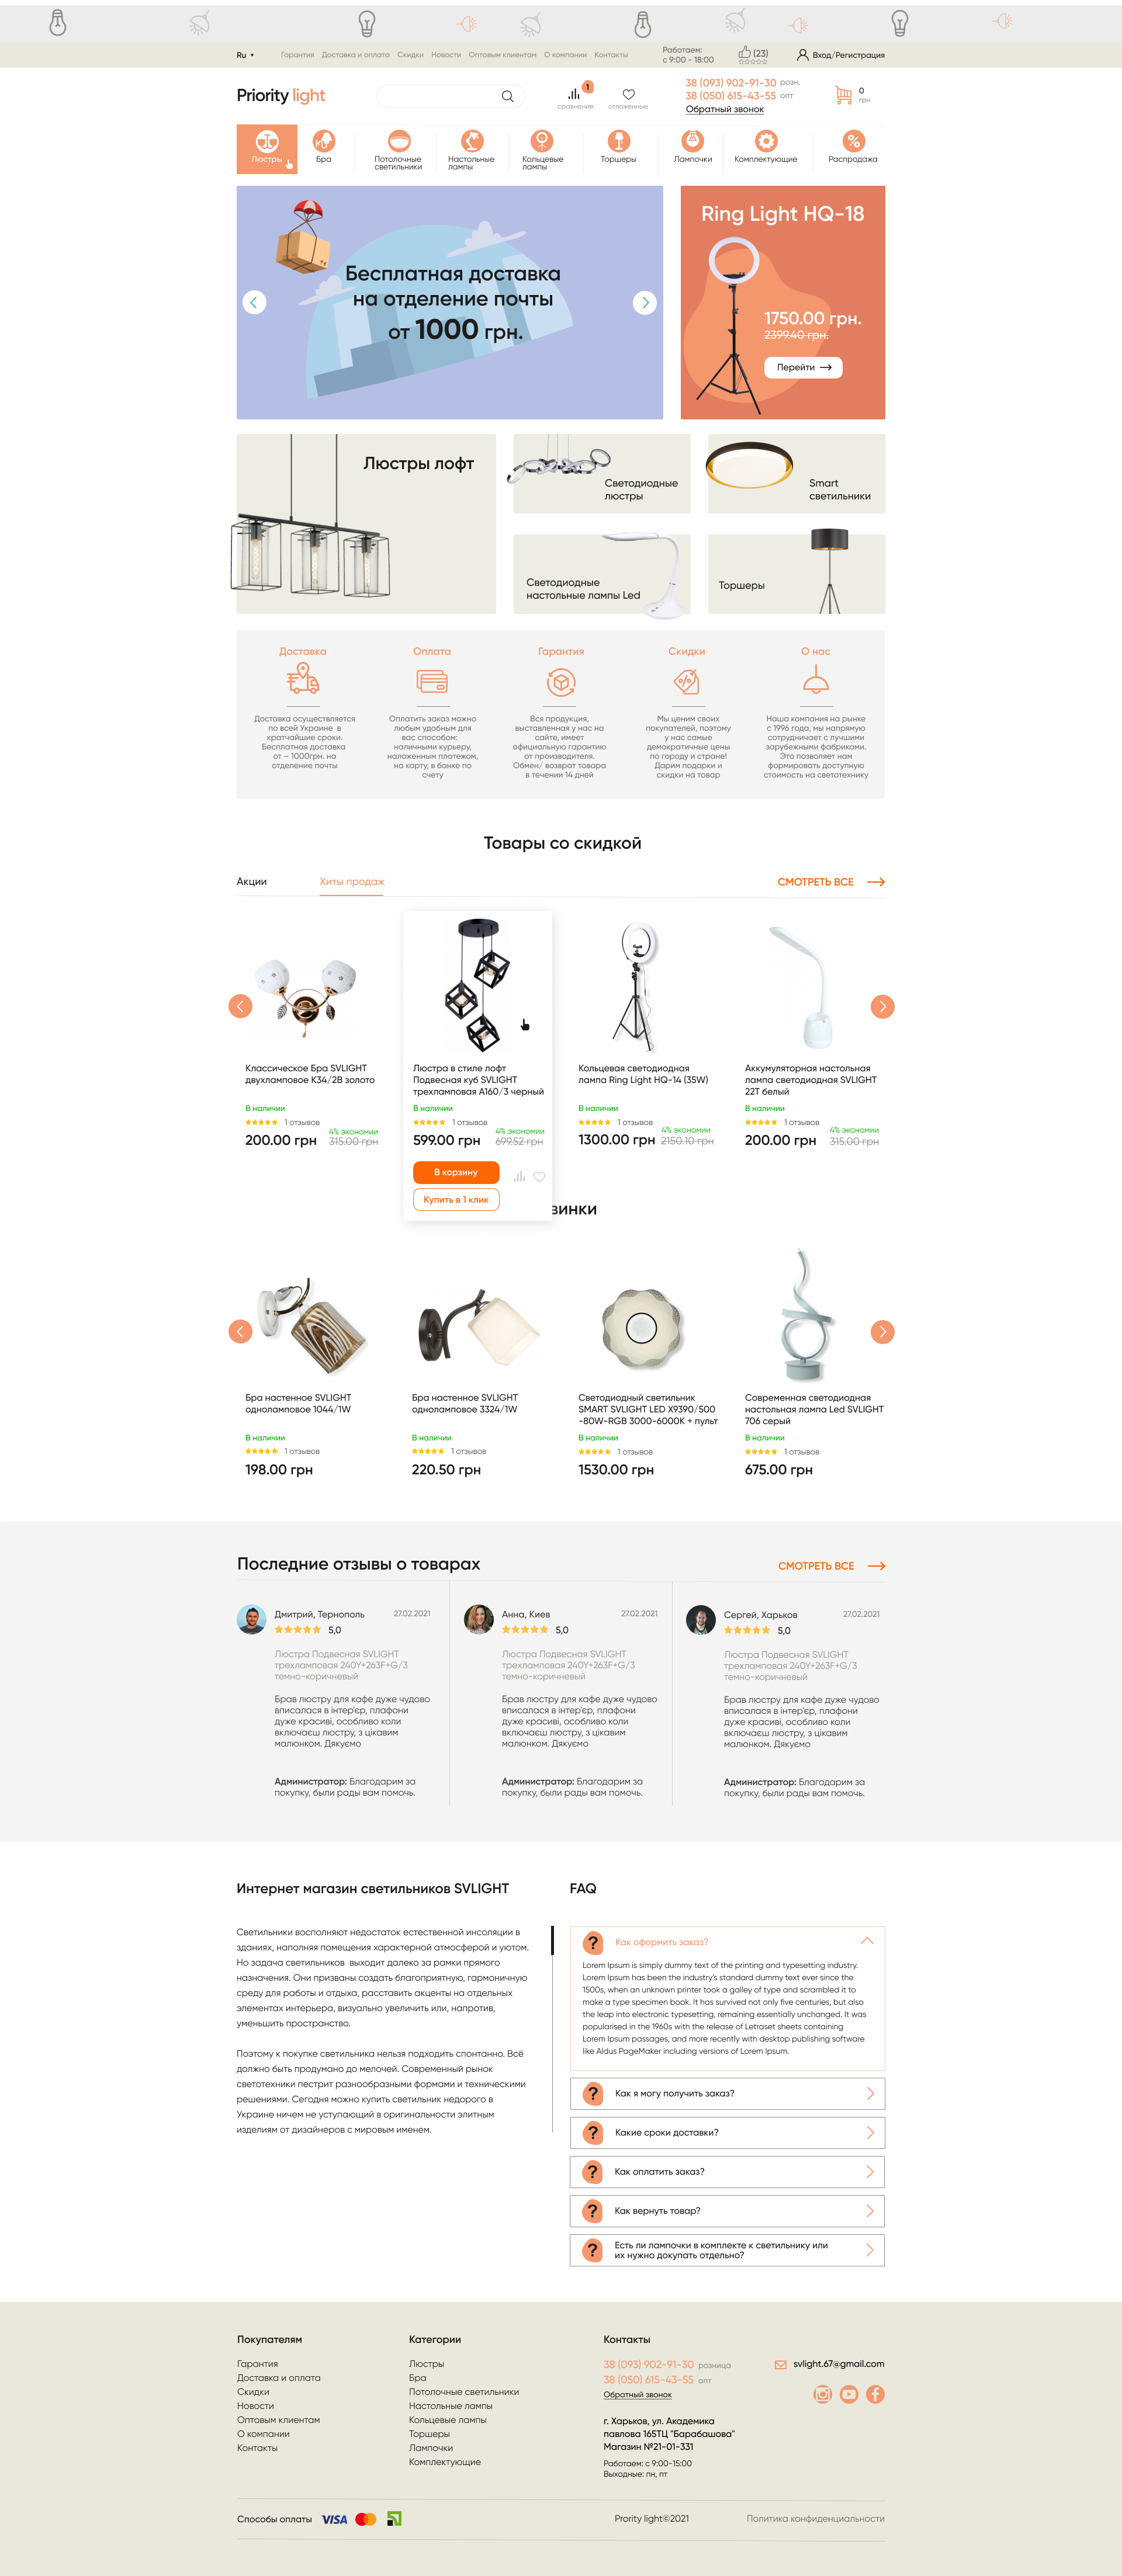 Ru
Гарантия Доставка и оплата Скидки Новости Оптовым клиентам О компании Контакты
Работаем:
с 9:00 - 18:00
(23)
Вход/Регистрация
Priority light
1
сравнение
отложенные
38 (093) 902-91-30 розн.
38 (050) 615-43-55 опт
Обратный звонок
0
грн
Люстры
Бра
Потолочные
светильники
Настольные
лампы
Кольцевые
лампы
Торшеры
Лампочки
Комплектующие
Распродажа
Бесплатная доставка
на отделение почты
от 1000 грн.
Ring Light HQ-18
1750.00 грн.
2399.40 грн.
Перейти
Люстры лофт
Светодиодные
люстры
Smart
светильники
Светодиодные
настольные лампы Led
Торшеры
Доставка
Доставка осуществляется
по всей Украине в
кратчайшие сроки.
Бесплатная доставка
от – 1000грн. на
отделение почты
Оплата
Оплатить заказ можно
любым удобным для
вас способом:
наличными курьеру,
наложенным платежом,
на карту, в банке по
счету
Гарантия
Вся продукция,
выставленная у нас на
сайте, имеет
официальную гарантию
от производителя.
Обмен/ возврат товара
в течении 14 дней
Скидки
Мы ценим своих
покупателей, поэтому
у нас самые
демократичные цены
по городу и стране!
Дарим подарки и
скидки на товар
О нас
Наша компания на рынке
с 1996 года, мы напрямую
сотрудничает с лучшими
зарубежными фабриками.
Это позволяет нам
формировать доступную
стоимость на светотехнику
Товары со скидкой
Акции
Хиты продаж
СМОТРЕТЬ ВСЕ
Классическое Бра SVLIGHT
двухламповое K34/2B золото
В наличии
1 отзывов
200.00 грн
4% экономии
315.00 грн
Люстра в стиле лофт
Подвесная куб SVLIGHT
трехламповая A160/3 черный
В наличии
1 отзывов
599.00 грн
4% экономии
699.52 грн
В корзину
Купить в 1 клик
Кольцевая светодиодная
лампа Ring Light HQ-14 (35W)
В наличии
1 отзывов
1300.00 грн
4% экономии
2150.10 грн
Аккумуляторная настольная
лампа светодиодная SVLIGHT
22T белый
В наличии
1 отзывов
200.00 грн
4% экономии
315.00 грн
винки
Бра настенное SVLIGHT
одноламповое 1044/1W
В наличии
1 отзывов
198.00 грн
Бра настенное SVLIGHT
одноламповое 3324/1W
В наличии
1 отзывов
220.50 грн
Светодиодный светильник
SMART SVLIGHT LED X9390/500
-80W-RGB 3000-6000K + пульт
В наличии
1 отзывов
1530.00 грн
Современная светодиодная
настольная лампа Led SVLIGHT
706 серый
В наличии
1 отзывов
675.00 грн
Последние отзывы о товарах
СМОТРЕТЬ ВСЕ
Дмитрий, Тернополь
27.02.2021
5,0
Люстра Подвесная SVLIGHT
трехламповая 240Y+263F+G/3
темно-коричневый
Брав люстру для кафе дуже чудово
вписалася в інтер'єр, плафони
дуже красиві, особливо коли
включаєш люстру, з цікавим
малюнком. Дякуємо
Администратор: Благодарим за
покупку, были рады вам помочь.
Анна, Киев
27.02.2021
5,0
Люстра Подвесная SVLIGHT
трехламповая 240Y+263F+G/3
темно-коричневый
Брав люстру для кафе дуже чудово
вписалася в інтер'єр, плафони
дуже красиві, особливо коли
включаєш люстру, з цікавим
малюнком. Дякуємо
Администратор: Благодарим за
покупку, были рады вам помочь.
Сергей, Харьков
27.02.2021
5,0
Люстра Подвесная SVLIGHT
трехламповая 240Y+263F+G/3
темно-коричневый
Брав люстру для кафе дуже чудово
вписалася в інтер'єр, плафони
дуже красиві, особливо коли
включаєш люстру, з цікавим
малюнком. Дякуємо
Администратор: Благодарим за
покупку, были рады вам помочь.
Интернет магазин светильников SVLIGHT
Светильники восполняют недостаток естественной инсоляции в
зданиях, наполняя помещения характерной атмосферой и уютом.
Но задача светильников выходит далеко за рамки прямого
назначения. Они призваны создать благоприятную, гармоничную
среду для работы и отдыха, расставить акценты на отдельных
элементах интерьера, визуально увеличить или, напротив,
уменьшить пространство.
Поэтому к покупке светильника нельзя подходить спонтанно. Всё
должно быть продумано до мелочей. Современный рынок
светотехники пестрит разнообразными формами и техническими
решениями. Сегодня можно купить светильник недорого в
Украине ничем не уступающий в оригинальности элитным
изделиям от дизайнеров с мировым именем.
FAQ
? Как оформить заказ?
Lorem Ipsum is simply dummy text of the printing and typesetting industry.
Lorem Ipsum has been the industry's standard dummy text ever since the
1500s, when an unknown printer took a galley of type and scrambled it to
make a type specimen book. It has survived not only five centuries, but also
the leap into electronic typesetting, remaining essentially unchanged. It was
popularised in the 1960s with the release of Letraset sheets containing
Lorem Ipsum passages, and more recently with desktop publishing software
like Aldus PageMaker including versions of Lorem Ipsum.
? Как я могу получить заказ?
? Какие сроки доставки?
? Как оплатить заказ?
? Как вернуть товар?
? Есть ли лампочки в комплекте к светильнику или
их нужно докупать отдельно?
Покупателям
Гарантия
Доставка и оплата
Скидки
Новости
Оптовым клиентам
О компании
Контакты
Категории
Люстры
Бра
Потолочные светильники
Настольные лампы
Кольцевые лампы
Торшеры
Лампочки
Комплектующие
Контакты
38 (093) 902-91-30 розница
38 (050) 615-43-55 опт
Обратный звонок
г. Харьков, ул. Академика
павлова 165ТЦ "Барабашова"
Магазин №21-01-331
Работаем: с 9:00-15:00
Выходные: пн, пт
svlight.67@gmail.com
Способы оплаты VISA
Prority light©2021
Политика конфиденциальности